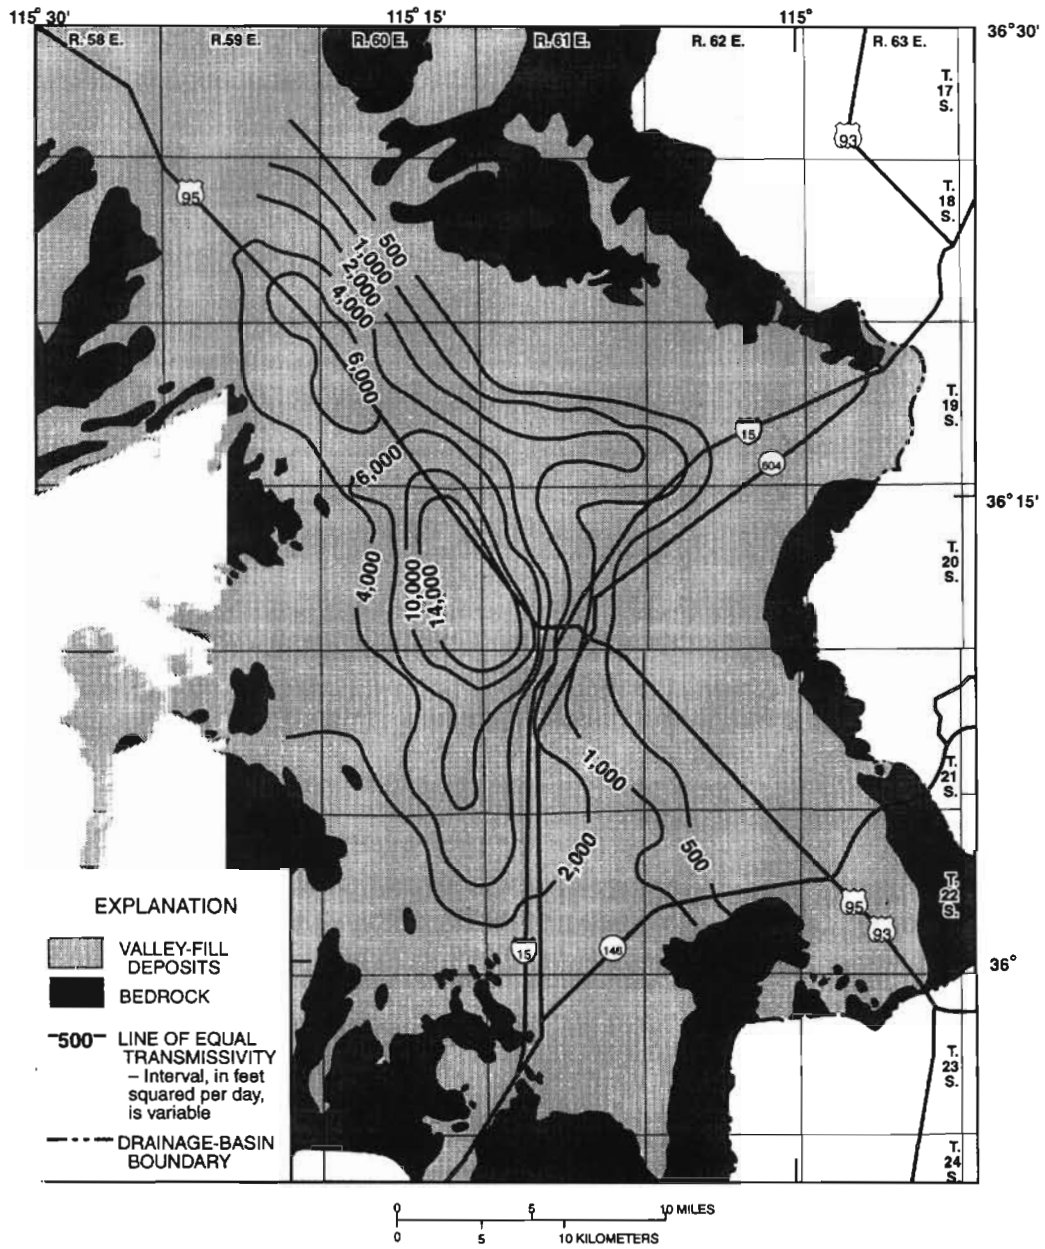 115° 30'
115° 15'
115°
R. 58 E.
R.59 E.
R.60 E.
R.61 E.
R. 62 E.
R. 63 E.
36° 30'
T.
17
S.
93
T.
18
S.
95
500
1,000
2,000
4,000
6,000
T.
19
S.
15
604
6,000
36° 15'
T.
20
S.
4,000
10,000
14,000
T.
21
S.
1,000
500
2,000
T.
22
S.
95
93
15
146
36°
EXPLANATION
VALLEY-FILL
DEPOSITS
BEDROCK
500 LINE OF EQUAL
TRANSMISSIVITY
– Interval, in feet
squared per day,
is variable
DRAINAGE-BASIN
BOUNDARY
T.
23
S.
T.
24
S.
0 5 10 MILES
0 5 10 KILOMETERS